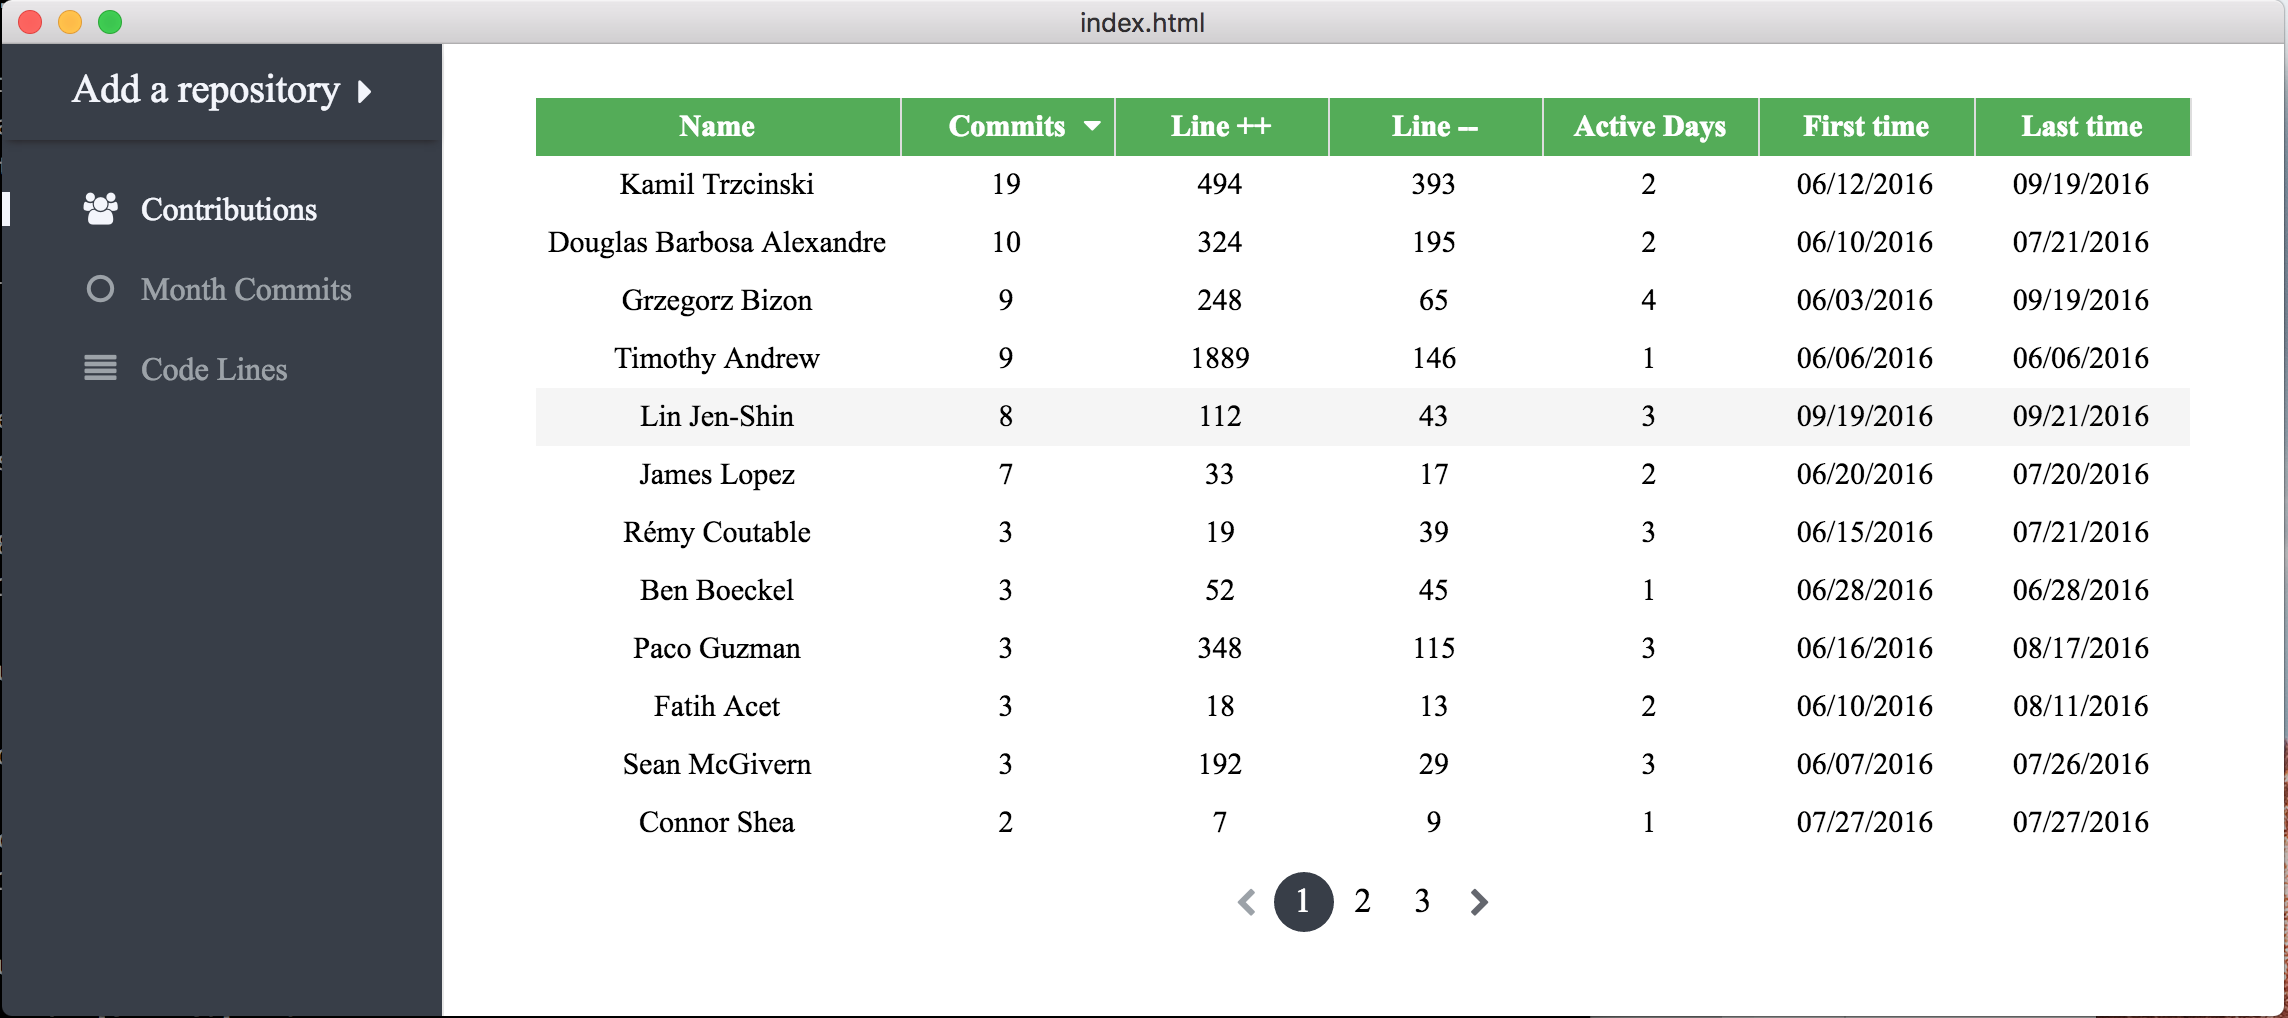 index.html
Add a repository
Contributions
Month Commits
Code Lines
Name Commits Line ++ Line -- Active Days First time Last time
Kamil Trzcinski 19 494 393 2 06/12/2016 09/19/2016
Douglas Barbosa Alexandre 10 324 195 2 06/10/2016 07/21/2016
Grzegorz Bizon 9 248 65 4 06/03/2016 09/19/2016
Timothy Andrew 9 1889 146 1 06/06/2016 06/06/2016
Lin Jen-Shin 8 112 43 3 09/19/2016 09/21/2016
James Lopez 7 33 17 2 06/20/2016 07/20/2016
Rémy Coutable 3 19 39 3 06/15/2016 07/21/2016
Ben Boeckel 3 52 45 1 06/28/2016 06/28/2016
Paco Guzman 3 348 115 3 06/16/2016 08/17/2016
Fatih Acet 3 18 13 2 06/10/2016 08/11/2016
Sean McGivern 3 192 29 3 06/07/2016 07/26/2016
Connor Shea 2 7 9 1 07/27/2016 07/27/2016
1 2 3